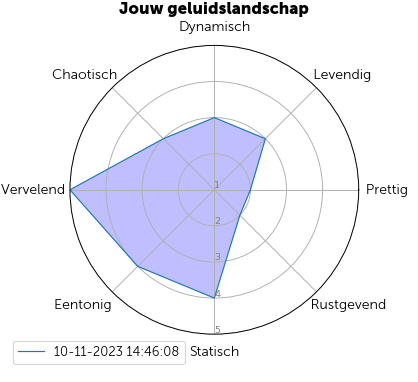 Jouw geluidslandschap
Dynamisch
Chaotisch
Levendig
Vervelend
1
Prettig
2
3
4
Eentonig
Rustgevend
5
10-11-2023 14:46:08
Statisch